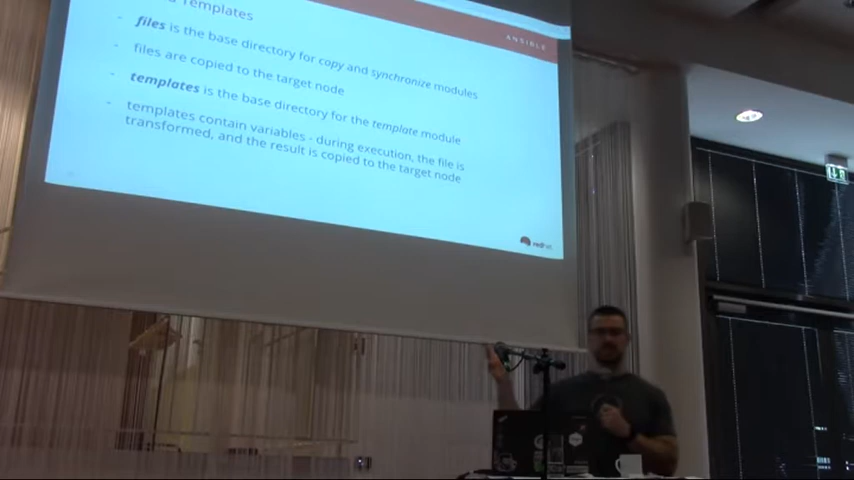 Templates
ANSIBLE
- files is the base directory for copy and synchronize modules
- files are copied to the target node
- templates is the base directory for the template module
- templates contain variables - during execution, the file is
transformed, and the result is copied to the target node
redhat.